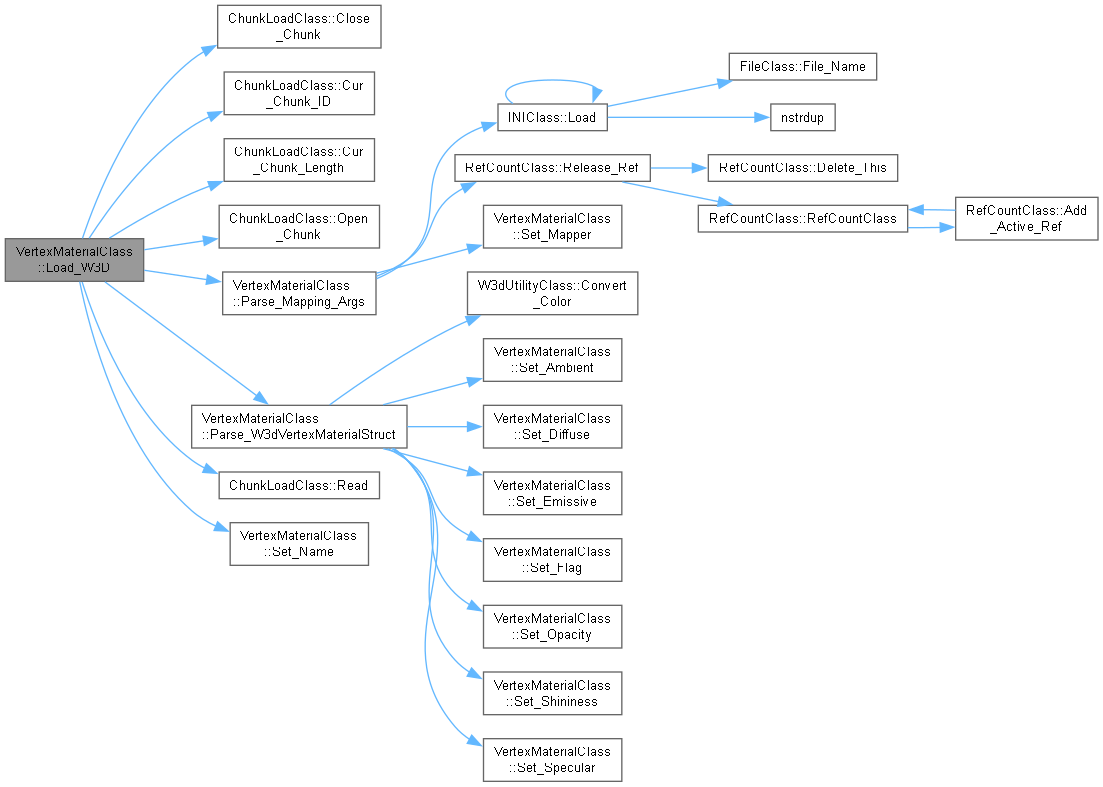 ChunkLoadClass::Close
_Chunk
ChunkLoadClass::Cur
_Chunk_ID
ChunkLoadClass::Cur
_Chunk_Length
ChunkLoadClass::Open
_Chunk
VertexMaterialClass
::Load_W3D
VertexMaterialClass
::Parse_Mapping_Args
VertexMaterialClass
::Parse_W3dVertexMaterialStruct
ChunkLoadClass::Read
VertexMaterialClass
::Set_Name
INIClass::Load
RefCountClass::Release_Ref
VertexMaterialClass
::Set_Mapper
W3dUtilityClass::Convert
_Color
VertexMaterialClass
::Set_Ambient
VertexMaterialClass
::Set_Diffuse
VertexMaterialClass
::Set_Emissive
VertexMaterialClass
::Set_Flag
VertexMaterialClass
::Set_Opacity
VertexMaterialClass
::Set_Shininess
VertexMaterialClass
::Set_Specular
FileClass::File_Name
nstrdup
RefCountClass::Delete_This
RefCountClass::RefCountClass
RefCountClass::Add
_Active_Ref